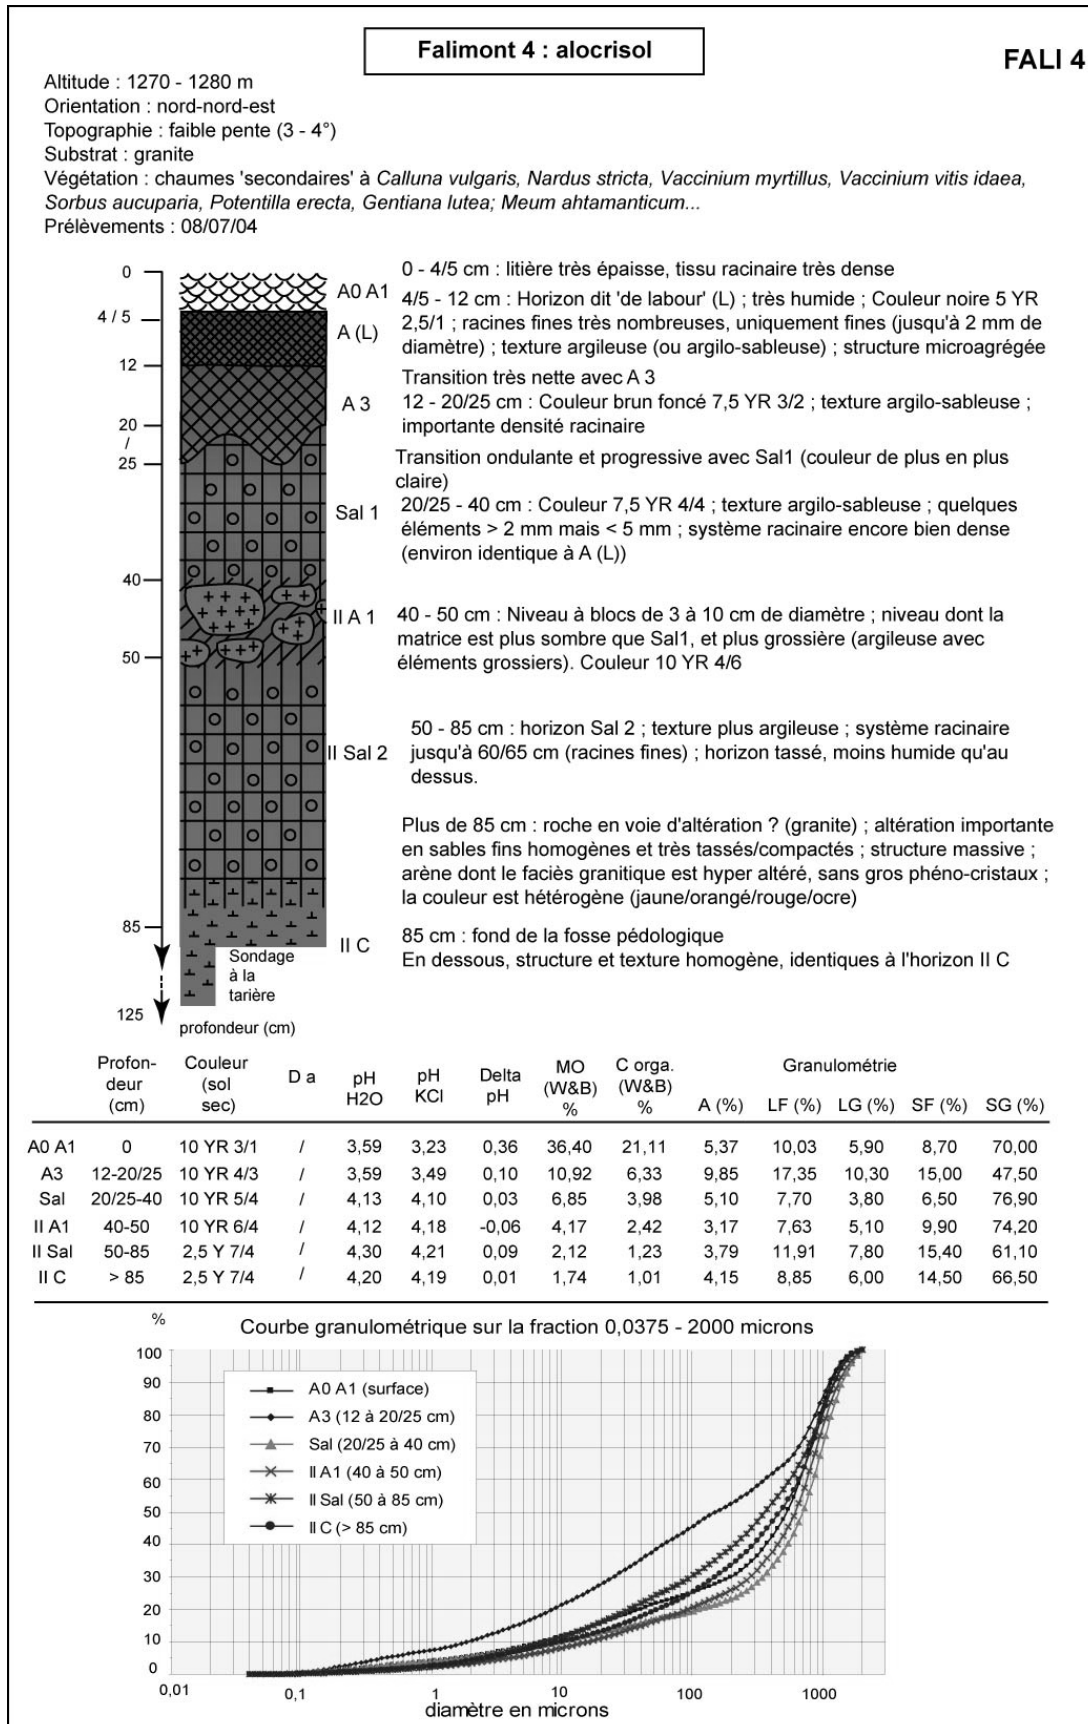 Falimont 4 : alocrisol
FALI 4
Altitude : 1270 - 1280 m
Orientation : nord-nord-est
Topographie : faible pente (3 - 4°)
Substrat : granite
Végétation : chaumes 'secondaires' à Calluna vulgaris, Nardus stricta, Vaccinium myrtillus, Vaccinium vitis idaea,
Sorbus aucuparia, Potentilla erecta, Gentiana lutea; Meum ahtamanticum...
Prélèvements : 08/07/04
0
4 / 5
12
20
/
25
40
50
85
125
profondeur (cm)
A0 A1
A (L)
A 3
Sal 1
II A 1
II Sal 2
II C
Sondage
à la
tarière
0 - 4/5 cm : litière très épaisse, tissu racinaire très dense
4/5 - 12 cm : Horizon dit 'de labour' (L) ; très humide ; Couleur noire 5 YR
2,5/1 ; racines fines très nombreuses, uniquement fines (jusqu'à 2 mm de
diamètre) ; texture argileuse (ou argilo-sableuse) ; structure microagrégée
Transition très nette avec A 3
12 - 20/25 cm : Couleur brun foncé 7,5 YR 3/2 ; texture argilo-sableuse ;
importante densité racinaire
Transition ondulante et progressive avec Sal1 (couleur de plus en plus
claire)
20/25 - 40 cm : Couleur 7,5 YR 4/4 ; texture argilo-sableuse ; quelques
éléments > 2 mm mais < 5 mm ; système racinaire encore bien dense
(environ identique à A (L))
40 - 50 cm : Niveau à blocs de 3 à 10 cm de diamètre ; niveau dont la
matrice est plus sombre que Sal1, et plus grossière (argileuse avec
éléments grossiers). Couleur 10 YR 4/6
50 - 85 cm : horizon Sal 2 ; texture plus argileuse ; système racinaire
jusqu'à 60/65 cm (racines fines) ; horizon tassé, moins humide qu'au
dessus.
Plus de 85 cm : roche en voie d'altération ? (granite) ; altération importante
en sables fins homogènes et très tassés/compactés ; structure massive ;
arène dont le faciès granitique est hyper altéré, sans gros phéno-cristaux ;
la couleur est hétérogène (jaune/orangé/rouge/ocre)
85 cm : fond de la fosse pédologique
En dessous, structure et texture homogène, identiques à l'horizon II C
Profon-deur (cm) Couleur (sol sec) D a pH H2O pH KCl Delta pH MO (W&B) % C orga. (W&B) % Granulométrie
A (%) LF (%) LG (%) SF (%) SG (%)
A0 A1 0 10 YR 3/1 / 3,59 3,23 0,36 36,40 21,11 5,37 10,03 5,90 8,70 70,00
A3 12-20/25 10 YR 4/3 / 3,59 3,49 0,10 10,92 6,33 9,85 17,35 10,30 15,00 47,50
Sal 20/25-40 10 YR 5/4 / 4,13 4,10 0,03 6,85 3,98 5,10 7,70 3,80 6,50 76,90
II A1 40-50 10 YR 6/4 / 4,12 4,18 -0,06 4,17 2,42 3,17 7,63 5,10 9,90 74,20
II Sal 50-85 2,5 Y 7/4 / 4,30 4,21 0,09 2,12 1,23 3,79 11,91 7,80 15,40 61,10
II C > 85 2,5 Y 7/4 / 4,20 4,19 0,01 1,74 1,01 4,15 8,85 6,00 14,50 66,50
%
Courbe granulométrique sur la fraction 0,0375 - 2000 microns
100
90
80
70
60
50
40
30
20
10
0
A0 A1 (surface)
A3 (12 à 20/25 cm)
Sal (20/25 à 40 cm)
II A1 (40 à 50 cm)
II Sal (50 à 85 cm)
II C (> 85 cm)
0,01 0,1 1 10 100 1000
diamètre en microns